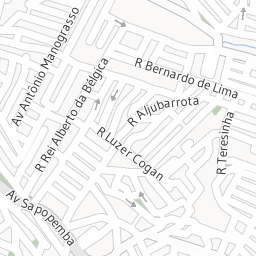 Av Antônio Manograsso
R Bernardo de Lima
R Rei Alberto da Bélgica
R Aljubarrota
R Luzer Cogan
R Teresinha
Av Sapopemba